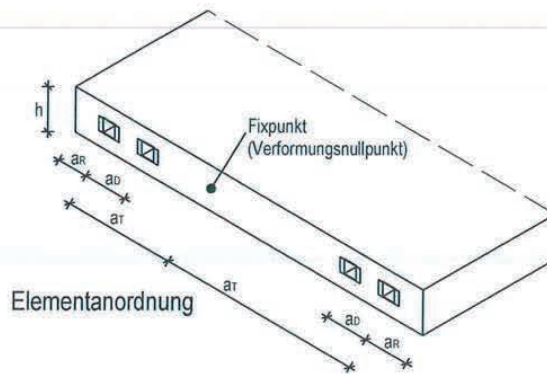 h
Fixpunkt
(Verformungsnullpunkt)
aR
aD
aT
aT
Elementanordnung
aD
aR